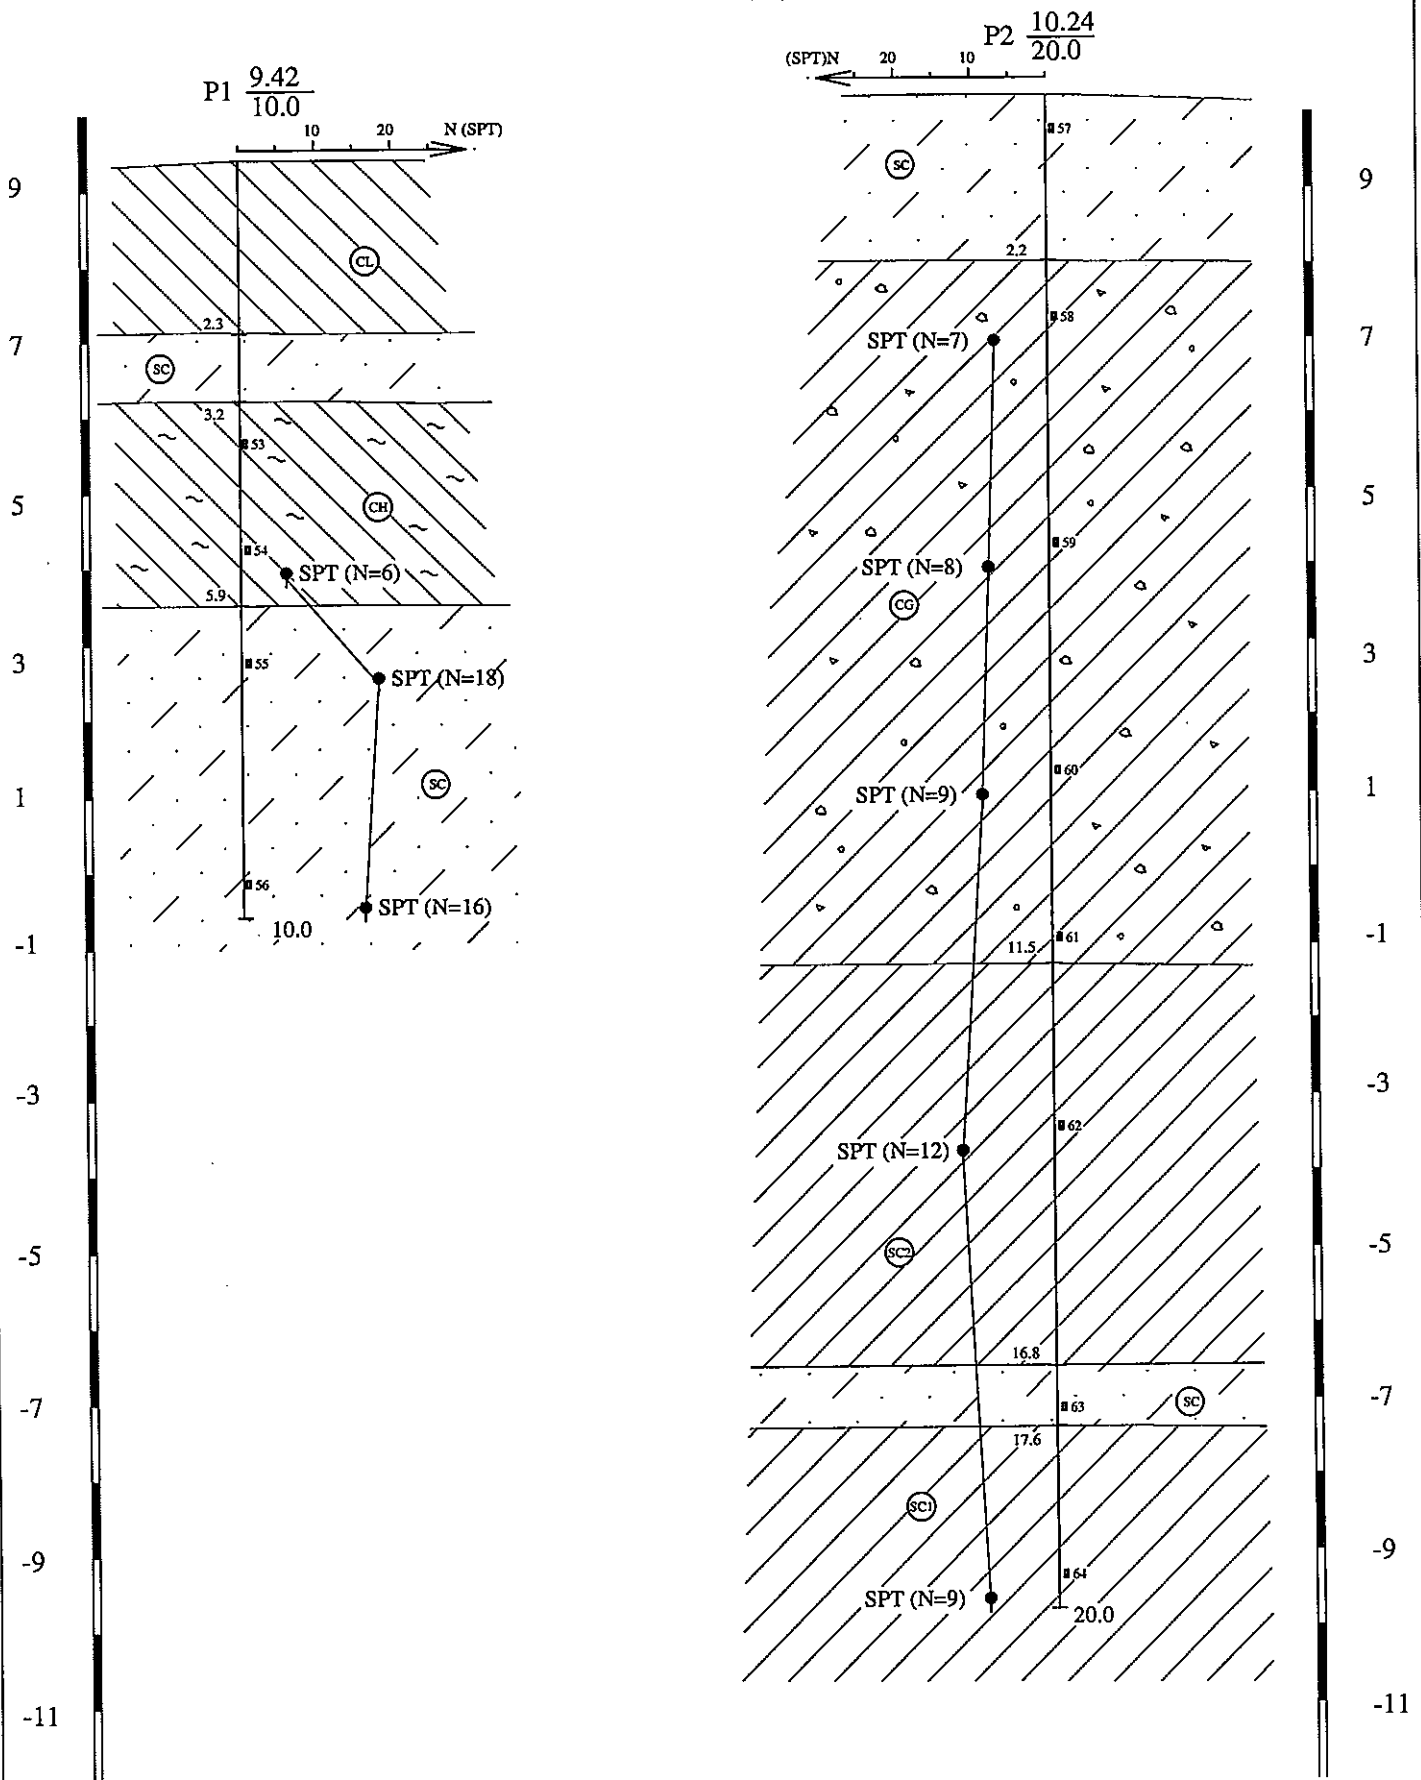 P1 9.42
10.0
10 20 N (SPT)
CL
2.3
SC
3.2
53
CH
54
SPT (N=6)
5.9
55
SPT (N=18)
SC
56
SPT (N=16)
10.0
P2 10.24
20.0
(SPT)N 20 10
57
SC
2.2
58
SPT (N=7)
59
SPT (N=8)
CG
60
SPT (N=9)
61
11.5
62
SPT (N=12)
SC2
16.8
63
SC
17.6
SC1
64
SPT (N=9)
20.0
9
7
5
3
1
-1
-3
-5
-7
-9
-11
9
7
5
3
1
-1
-3
-5
-7
-9
-11